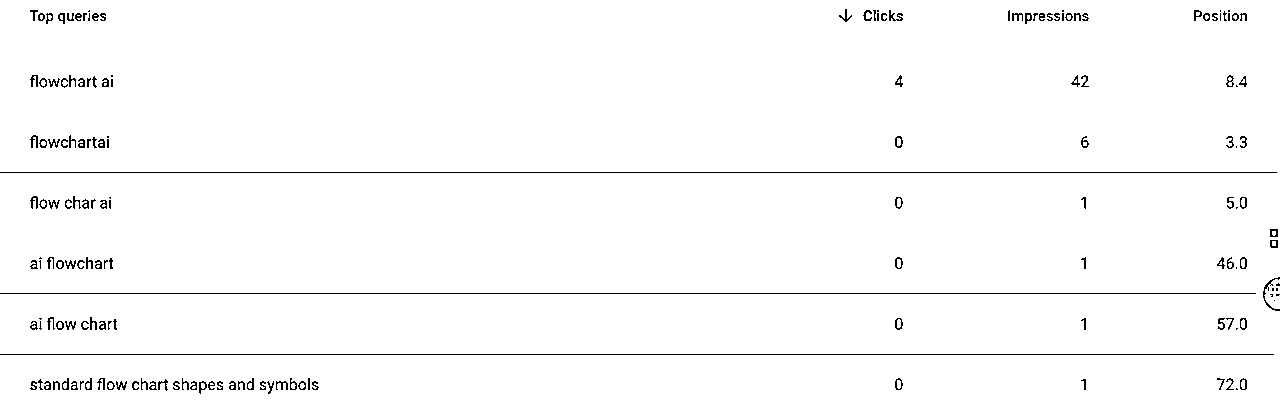 Top queries ↓ Clicks Impressions Position
flowchart ai 4 42 8.4
flowchartai 0 6 3.3
flow char ai 0 1 5.0
ai flowchart 0 1 46.0
ai flow chart 0 1 57.0
standard flow chart shapes and symbols 0 1 72.0